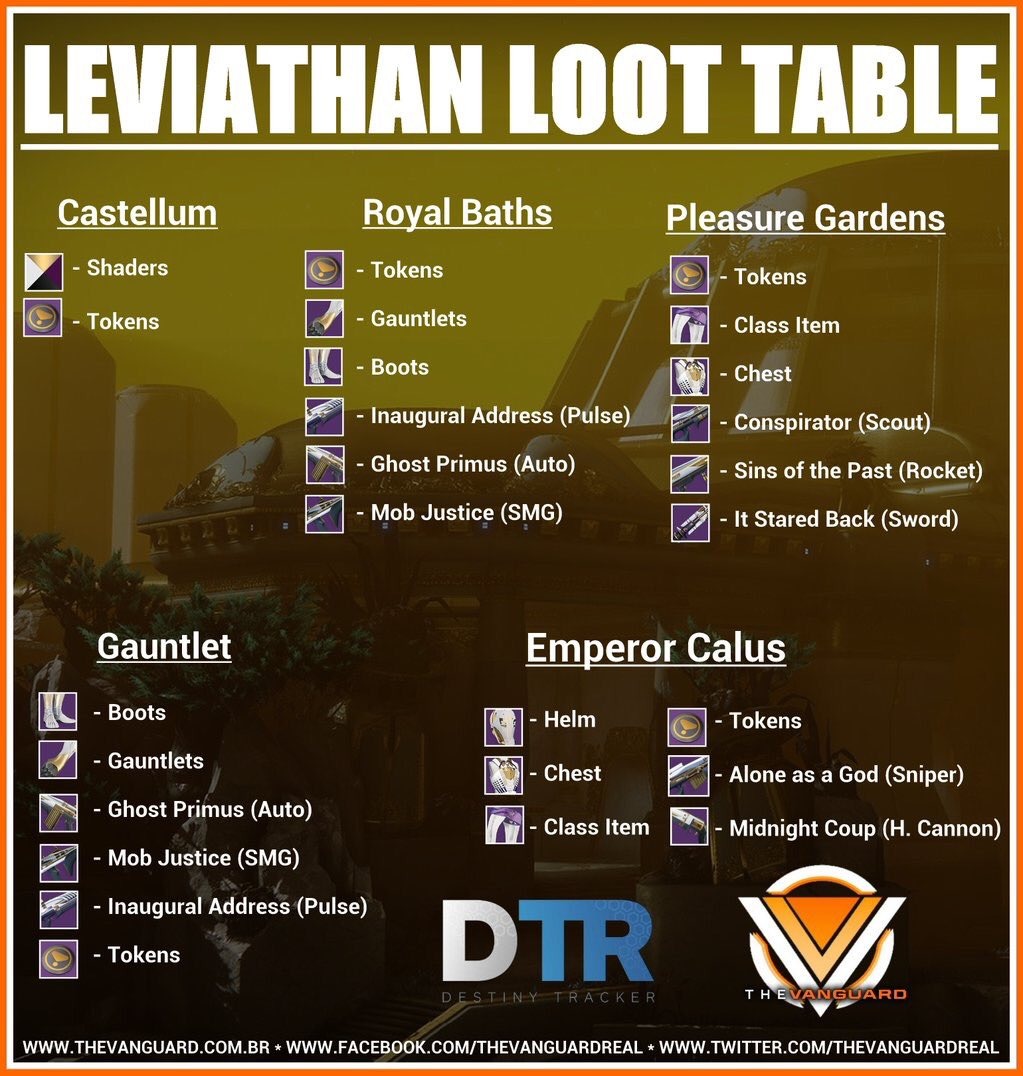 LEVIATHAN LOOT TABLE
Castellum
- Shaders
- Tokens
Royal Baths
- Tokens
- Gauntlets
- Boots
- Inaugural Address (Pulse)
- Ghost Primus (Auto)
- Mob Justice (SMG)
Pleasure Gardens
- Tokens
- Class Item
- Chest
- Conspirator (Scout)
- Sins of the Past (Rocket)
- It Stared Back (Sword)
Gauntlet
- Boots
- Gauntlets
- Ghost Primus (Auto)
- Mob Justice (SMG)
- Inaugural Address (Pulse)
- Tokens
Emperor Calus
- Helm
- Chest
- Class Item
- Tokens
- Alone as a God (Sniper)
- Midnight Coup (H. Cannon)
DTR
DESTINY TRACKER
THEVANGUARD
WWW.THEVANGUARD.COM.BR * WWW.FACEBOOK.COM/THEVANGUARDREAL * WWW.TWITTER.COM/THEVANGUARDREAL